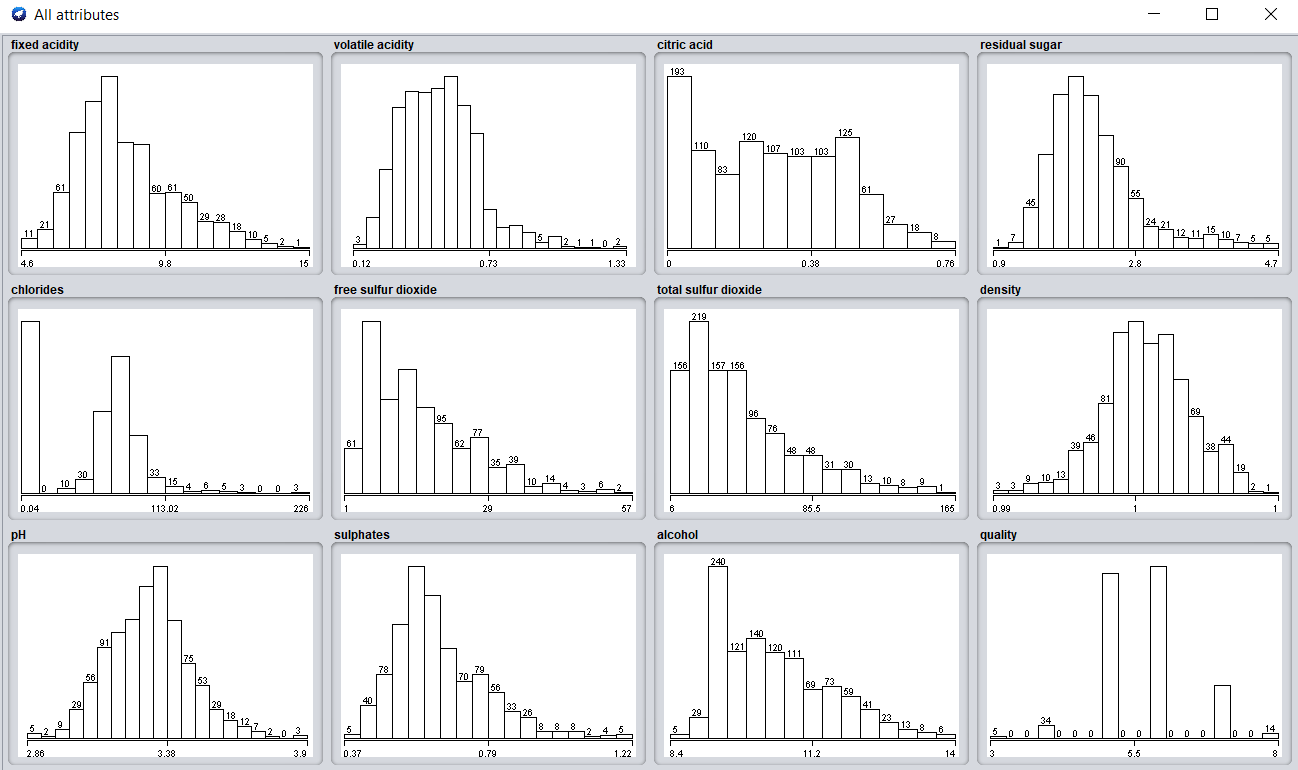 All attributes
fixed acidity
11 21 61 60 61 50 29 28 18 10 5 2 1
4.6 9.8 15
volatile acidity
3 5 2 1 1 0 2
0.12 0.73 1.33
citric acid
193 110 83 120 107 103 103 125 61 27 18 8
0 0.38 0.76
residual sugar
1 7 45 90 55 24 21 12 11 15 10 7 5 5
0.9 2.8 4.7
chlorides
0 10 30 33 15 4 6 5 3 0 0 3
0.04 113.02 226
free sulfur dioxide
61 95 62 77 35 39 10 14 4 3 6 2
1 29 57
total sulfur dioxide
156 219 157 156 96 76 48 48 31 30 13 10 8 9 1
6 85.5 165
density
3 3 9 10 13 39 46 81 69 38 44 19 2 1
0.99 1 1
pH
5 2 9 29 56 91 75 53 29 18 12 7 2 0 3
2.86 3.38 3.9
sulphates
5 40 78 70 79 56 33 26 8 8 8 2 4 5
0.37 0.79 1.22
alcohol
5 29 240 121 140 120 111 69 73 59 41 23 13 8 6
8.4 11.2 14
quality
5 0 0 34 0 0 0 0 0 0 0 0 0 0 14
3 5.5 8